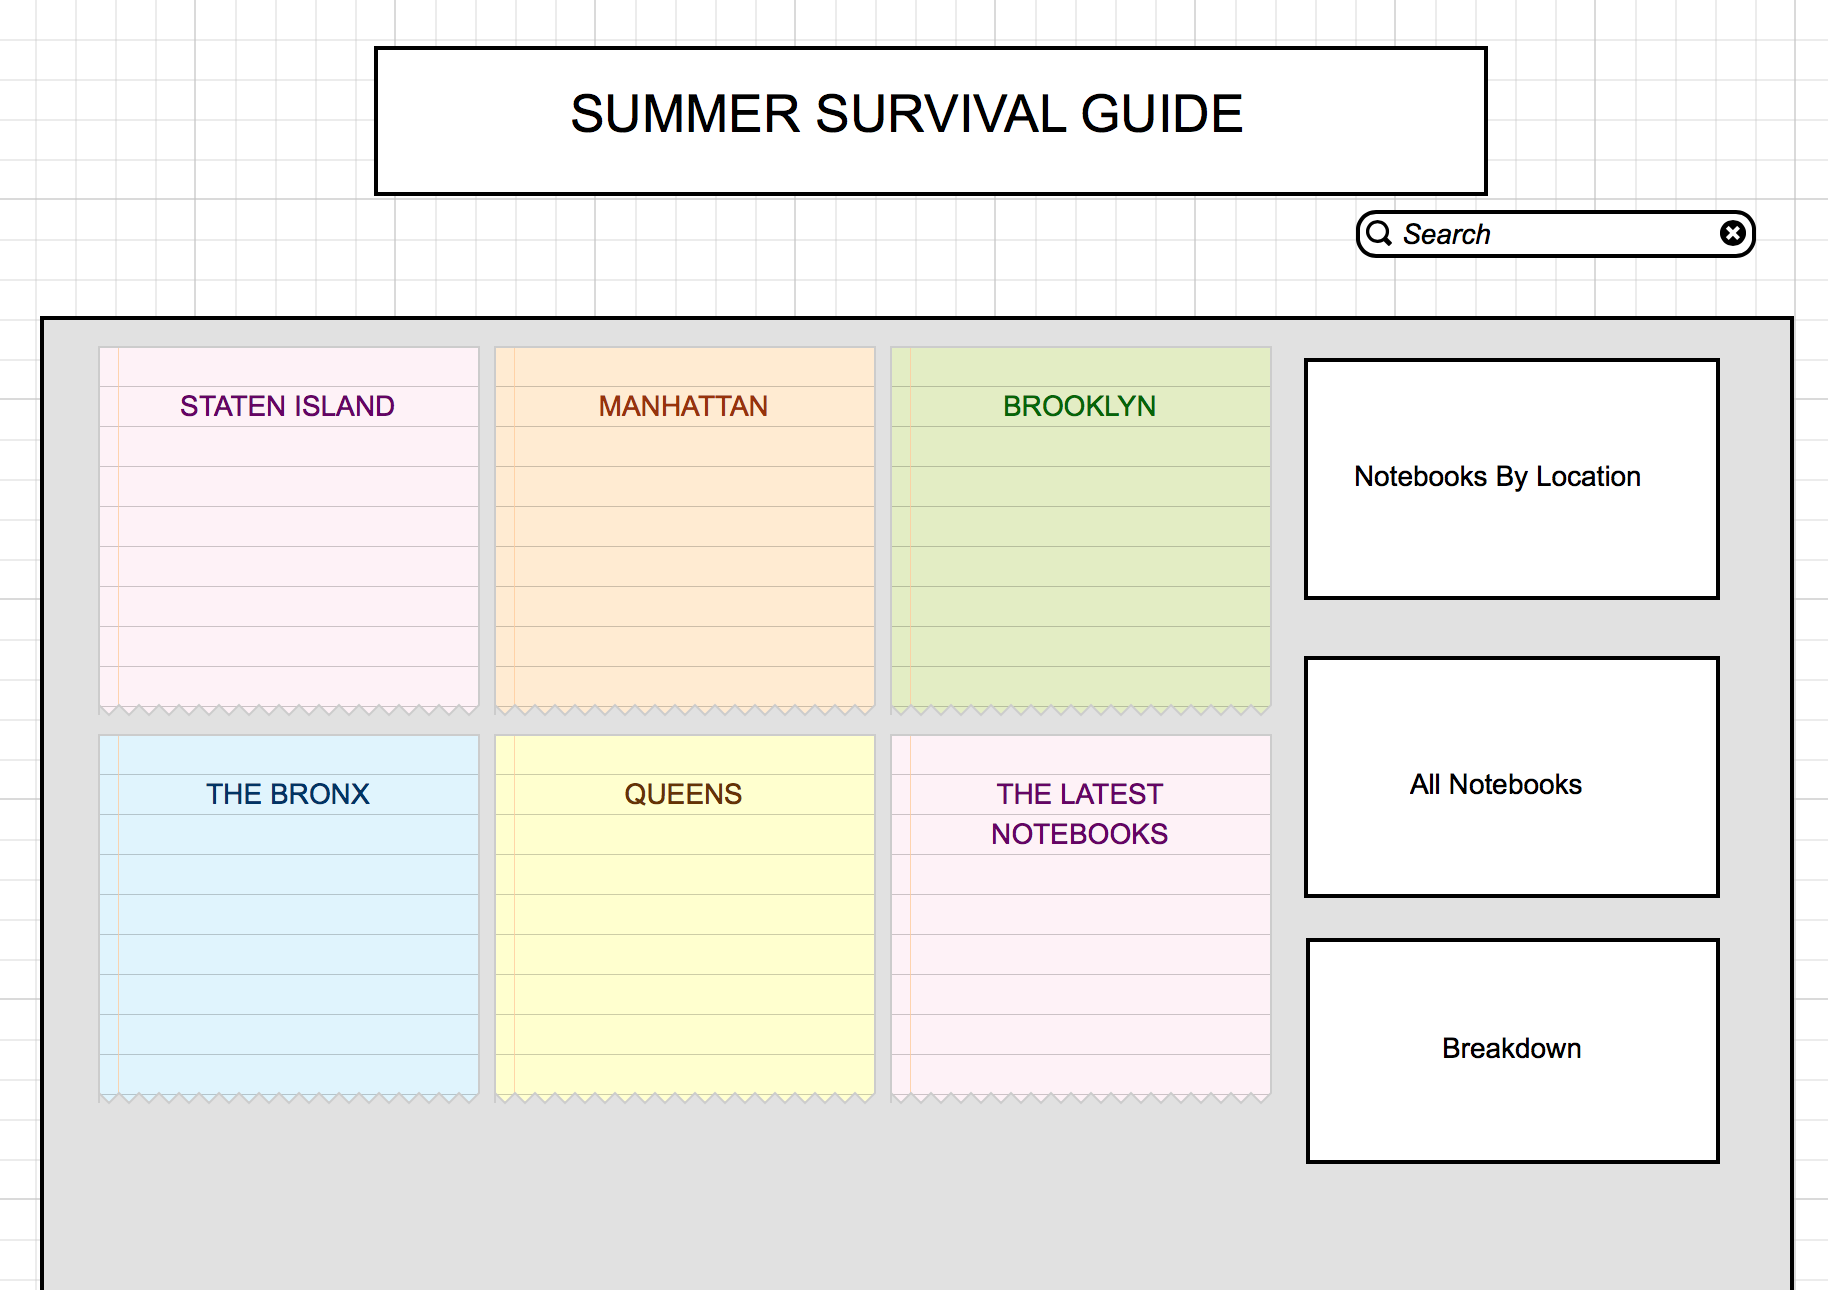 SUMMER SURVIVAL GUIDE
Search
STATEN ISLAND
MANHATTAN
BROOKLYN
Notebooks By Location
THE BRONX
QUEENS
THE LATEST
NOTEBOOKS
All Notebooks
Breakdown